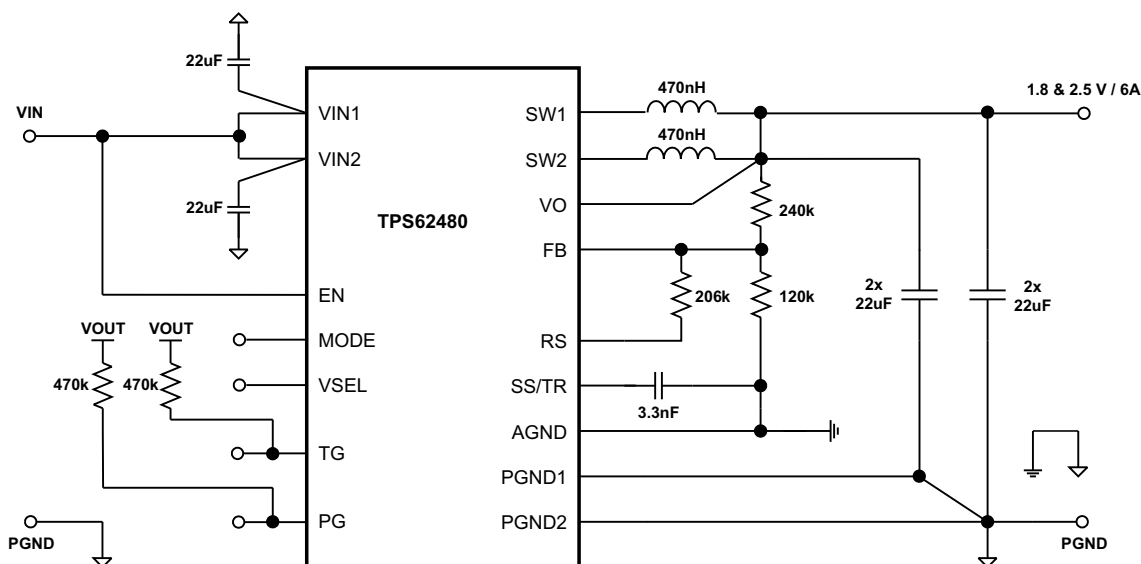 22uF
470nH
1.8 & 2.5 V / 6A
VIN
VIN1
SW1
470nH
VIN2
SW2
22uF
TPS62480
VO
240k
FB
2x
22uF
2x
22uF
206k
120k
EN
VOUT
VOUT
MODE
RS
470k
470k
VSEL
SS/TR
3.3nF
AGND
TG
PGND1
PG
PGND2
PGND
PGND